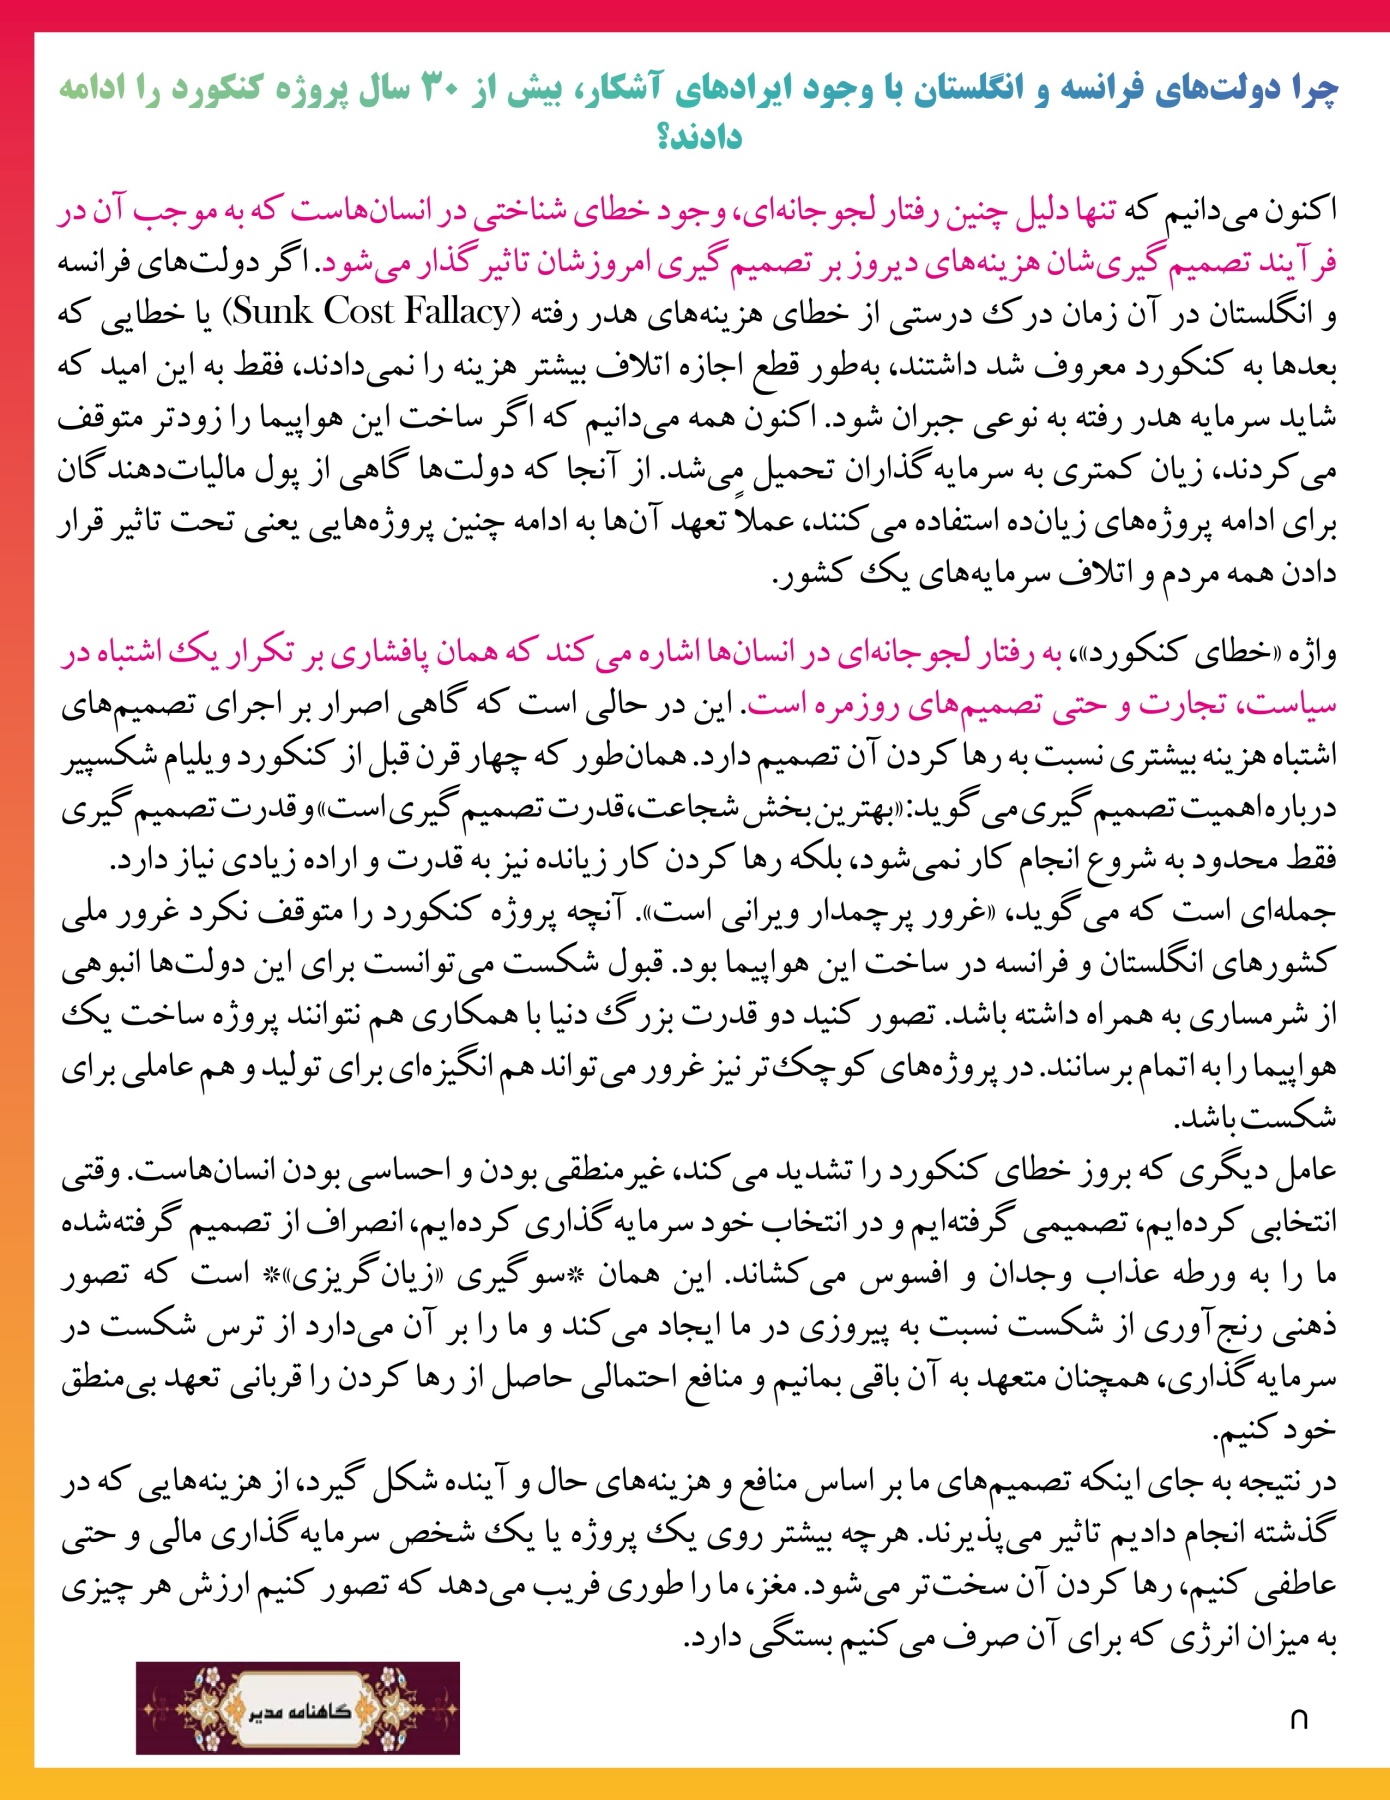 چرا دولت‌های فرانسه و انگلستان با وجود ایرادهای آشکار، بیش از ۳۰ سال پروژه کنکورد را ادامه
دادند؟
اکنون می‌دانیم که تنها دلیل چنین رفتار لجوجانه‌ای، وجود خطای شناختی در انسان‌هاست که به موجب آن در
فرآیند تصمیم‌گیری‌شان هزینه‌های دیروز بر تصمیم‌گیری امروزشان تاثیرگذار می‌شود. اگر دولت‌های فرانسه
و انگلستان در آن زمان درک درستی از خطای هزینه‌های هدر رفته (Sunk Cost Fallacy) یا خطایی که
بعدها به کنکورد معروف شد داشتند، به‌طور قطع اجازه اتلاف بیشتر هزینه را نمی‌دادند، فقط به این امید که
شاید سرمایه هدر رفته به نوعی جبران شود. اکنون همه می‌دانیم که اگر ساخت این هواپیما را زودتر متوقف
می‌کردند، زیان کمتری به سرمایه‌گذاران تحمیل می‌شد. از آنجا که دولت‌ها گاهی از پول مالیات‌دهندگان
برای ادامه پروژه‌های زیان‌ده استفاده می‌کنند، عملاً تعهد آن‌ها به ادامه چنین پروژه‌هایی یعنی تحت تاثیر قرار
دادن همه مردم و اتلاف سرمایه‌های یک کشور.
واژه «خطای کنکورد»، به رفتار لجوجانه‌ای در انسان‌ها اشاره می‌کند که همان پافشاری بر تکرار یک اشتباه در
سیاست، تجارت و حتی تصمیم‌های روزمره است. این در حالی است که گاهی اصرار بر اجرای تصمیم‌های
اشتباه هزینه بیشتری نسبت به رها کردن آن تصمیم دارد. همان‌طور که چهار قرن قبل از کنکورد ویلیام شکسپیر
درباره اهمیت تصمیم‌گیری می‌گوید: «بهترین بخش شجاعت، قدرت تصمیم‌گیری است» و قدرت تصمیم‌گیری
فقط محدود به شروع انجام کار نمی‌شود، بلکه رها کردن کار زیانده نیز به قدرت و اراده زیادی نیاز دارد.
جمله‌ای است که می‌گوید، «غرور پرچمدار ویرانی است». آنچه پروژه کنکورد را متوقف نکرد غرور ملی
کشورهای انگلستان و فرانسه در ساخت این هواپیما بود. قبول شکست می‌توانست برای این دولت‌ها انبوهی
از شرمساری به همراه داشته باشد. تصور کنید دو قدرت بزرگ دنیا با همکاری هم نتوانند پروژه ساخت یک
هواپیما را به اتمام برسانند. در پروژه‌های کوچک‌تر نیز غرور می‌تواند هم انگیزه‌ای برای تولید و هم عاملی برای
شکست باشد.
عامل دیگری که بروز خطای کنکورد را تشدید می‌کند، غیرمنطقی بودن و احساسی بودن انسان‌هاست. وقتی
انتخابی کرده‌ایم، تصمیمی گرفته‌ایم و در انتخاب خود سرمایه‌گذاری کرده‌ایم، انصراف از تصمیم گرفته‌شده
ما را به ورطه عذاب وجدان و افسوس می‌کشاند. این همان *سوگیری «زیان‌گریزی»* است که تصور
ذهنی رنج‌آوری از شکست نسبت به پیروزی در ما ایجاد می‌کند و ما را بر آن می‌دارد از ترس شکست در
سرمایه‌گذاری، همچنان متعهد به آن باقی بمانیم و منافع احتمالی حاصل از رها کردن را قربانی تعهد بی‌منطق
خود کنیم.
در نتیجه به جای اینکه تصمیم‌های ما بر اساس منافع و هزینه‌های حال و آینده شکل گیرد، از هزینه‌هایی که در
گذشته انجام دادیم تاثیر می‌پذیرند. هرچه بیشتر روی یک پروژه یا یک شخص سرمایه‌گذاری مالی و حتی
عاطفی کنیم، رها کردن آن سخت‌تر می‌شود. مغز، ما را طوری فریب می‌دهد که تصور کنیم ارزش هر چیزی
به میزان انرژی که برای آن صرف می‌کنیم بستگی دارد.
گاهنامه مدیر
۸